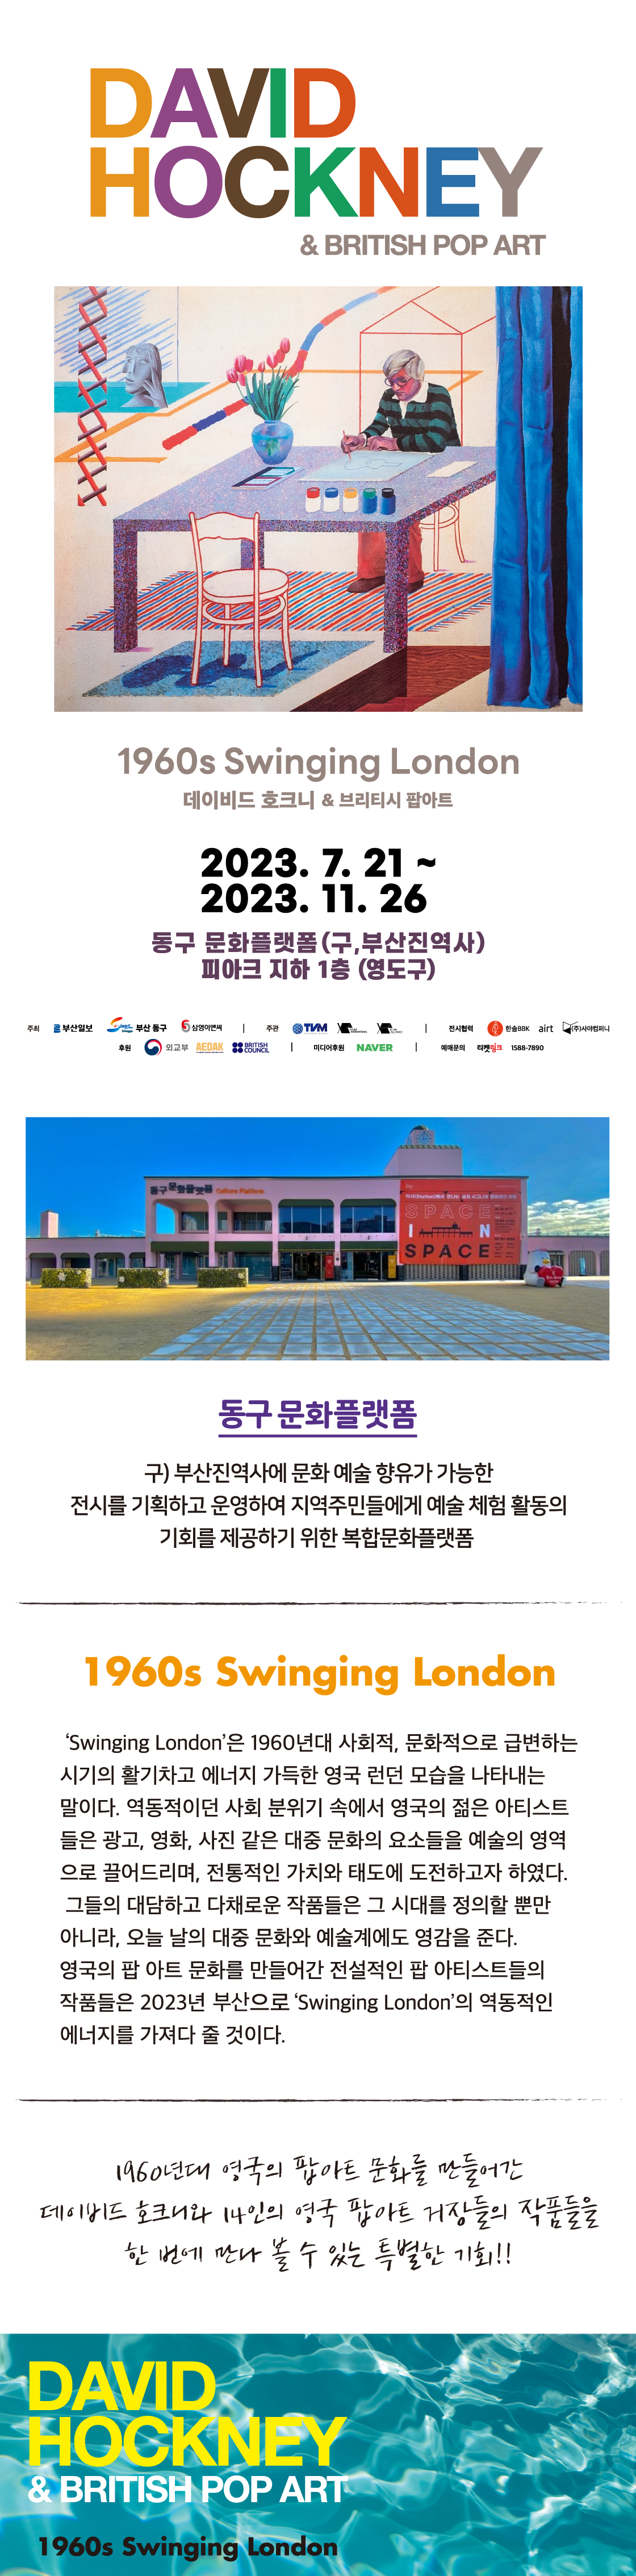 DAVID
HOCKNEY
& BRITISH POP ART
1960s Swinging London
데이비드 호크니 & 브리티시 팝아트
2023. 7. 21 ~
2023. 11. 26
동구 문화플랫폼 (구,부산진역사)
피아크 지하 1층 (영도구)
주최 부산일보 부산 동구 삼영이엔씨 | 주관 TVM | 전시협력 한솔BBK airt (주)시야컴퍼니
후원 외교부 AEOAK BRITISH COUNCIL | 미디어후원 NAVER | 예매문의 티켓링크 1588-7890
동구문화플랫폼 Culture Platform
SPACE
I N
SPACE
동구 문화플랫폼
구) 부산진역사에 문화 예술 향유가 가능한
전시를 기획하고 운영하여 지역주민들에게 예술 체험 활동의
기회를 제공하기 위한 복합문화플랫폼
1960s Swinging London
‘Swinging London’은 1960년대 사회적, 문화적으로 급변하는
시기의 활기차고 에너지 가득한 영국 런던 모습을 나타내는
말이다. 역동적이던 사회 분위기 속에서 영국의 젊은 아티스트
들은 광고, 영화, 사진 같은 대중 문화의 요소들을 예술의 영역
으로 끌어드리며, 전통적인 가치와 태도에 도전하고자 하였다.
그들의 대담하고 다채로운 작품들은 그 시대를 정의할 뿐만
아니라, 오늘 날의 대중 문화와 예술계에도 영감을 준다.
영국의 팝 아트 문화를 만들어간 전설적인 팝 아티스트들의
작품들은 2023년 부산으로 ‘Swinging London’의 역동적인
에너지를 가져다 줄 것이다.
1960년대 영국의 팝아트 문화를 만들어간
데이비드 호크니와 14인의 영국 팝아트 거장들의 작품들을
한 번에 만나 볼 수 있는 특별한 기회!!
DAVID
HOCKNEY
& BRITISH POP ART
1960s Swinging London